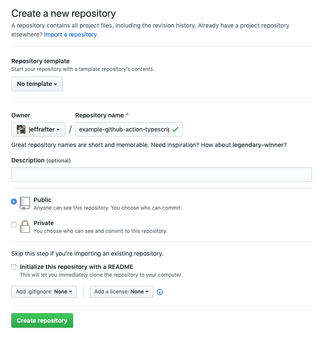 Create a new repository
A repository contains all project files, including the revision history. Already have a project repository
elsewhere? Import a repository.
Repository template
Start your repository with a template repository's contents.
No template
Owner Repository name *
jeffrafter / example-github-action-typescrip
Great repository names are short and memorable. Need inspiration? How about legendary-winner?
Description (optional)
Public
Anyone can see this repository. You choose who can commit.
Private
You choose who can see and commit to this repository.
Skip this step if you're importing an existing repository.
Initialize this repository with a README
This will let you immediately clone the repository to your computer.
Add .gitignore: None Add a license: None
Create repository